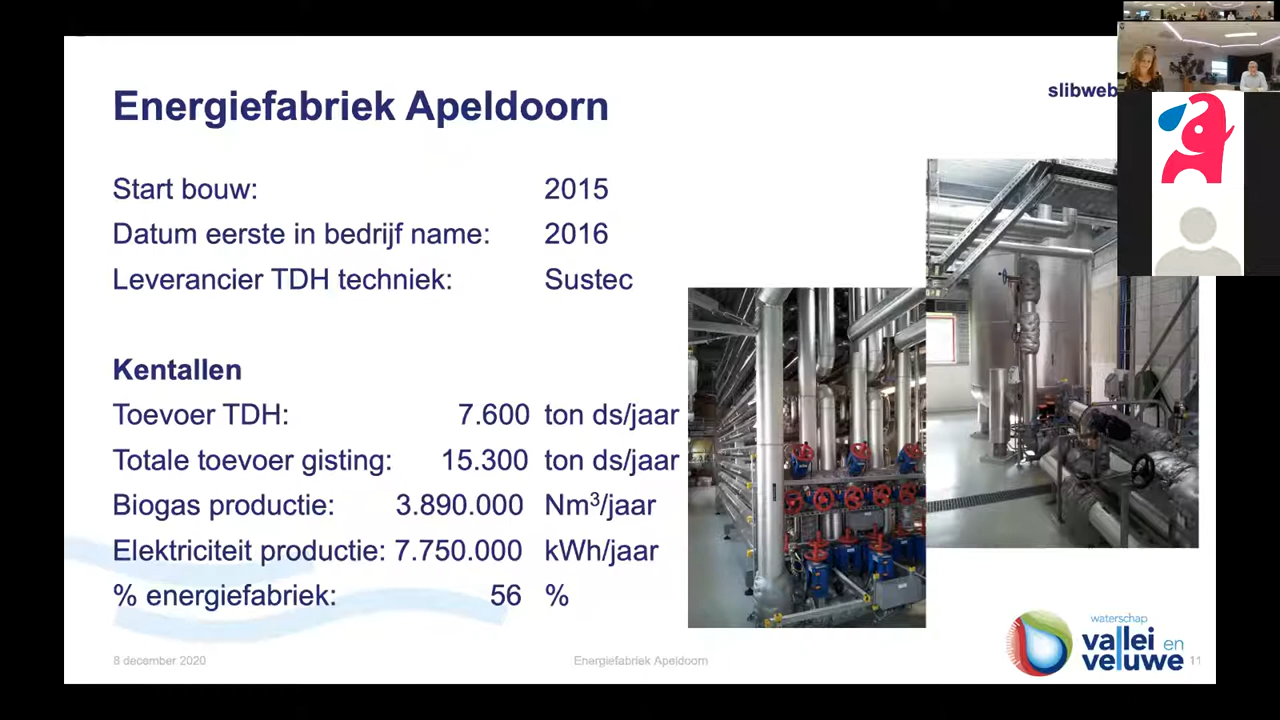 Energiefabriek Apeldoorn
slibweb
Start bouw: 2015
Datum eerste in bedrijf name: 2016
Leverancier TDH techniek: Sustec
Kentallen
Toevoer TDH: 7.600 ton ds/jaar
Totale toevoer gisting: 15.300 ton ds/jaar
Biogas productie: 3.890.000 Nm³/jaar
Elektriciteit productie: 7.750.000 kWh/jaar
% energiefabriek: 56 %
waterschap
vallei en
veluwe
8 december 2020 Energiefabriek Apeldoorn 11